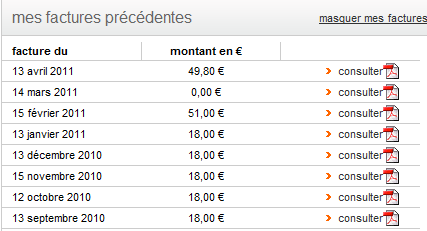 mes factures précédentes masquer mes factures
facture du montant en €
13 avril 2011 49,80 € consulter
14 mars 2011 0,00 € consulter
15 février 2011 51,00 € consulter
13 janvier 2011 18,00 € consulter
13 décembre 2010 18,00 € consulter
15 novembre 2010 18,00 € consulter
12 octobre 2010 18,00 € consulter
13 septembre 2010 18,00 € consulter